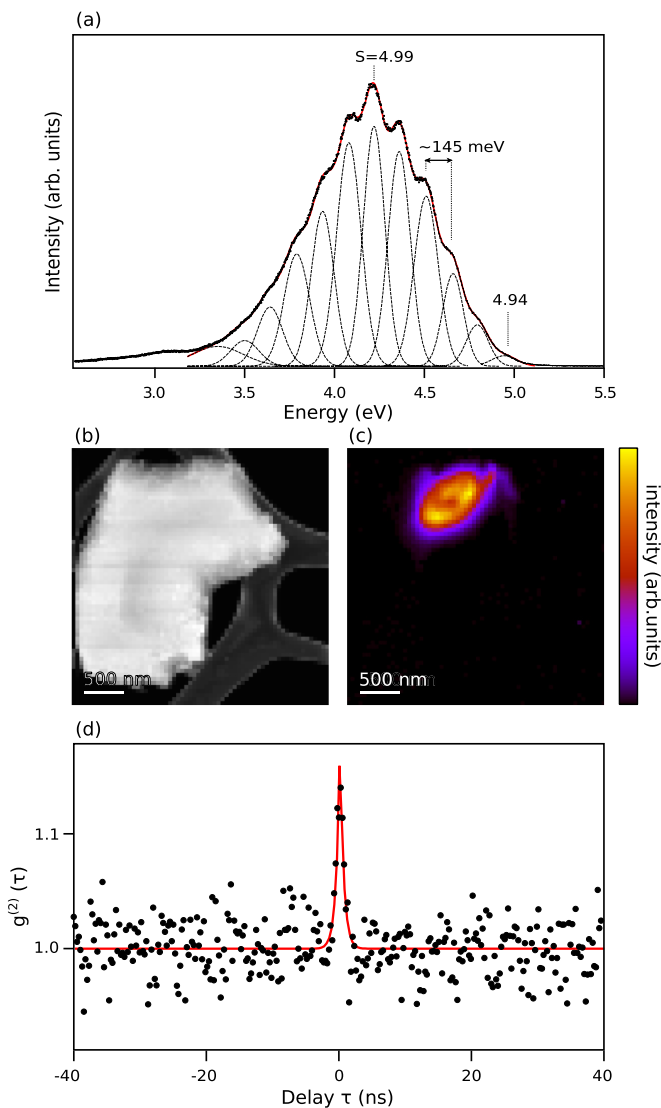 (a)
S=4.99
~145 meV
4.94
Intensity (arb. units)
3.0 3.5 4.0 4.5 5.0 5.5
Energy (eV)
(b)
(c)
500 nm
500 nm
intensity (arb.units)
(d)
1.1
1.0
g(2) (τ)
-40 -20 0 20 40
Delay τ (ns)